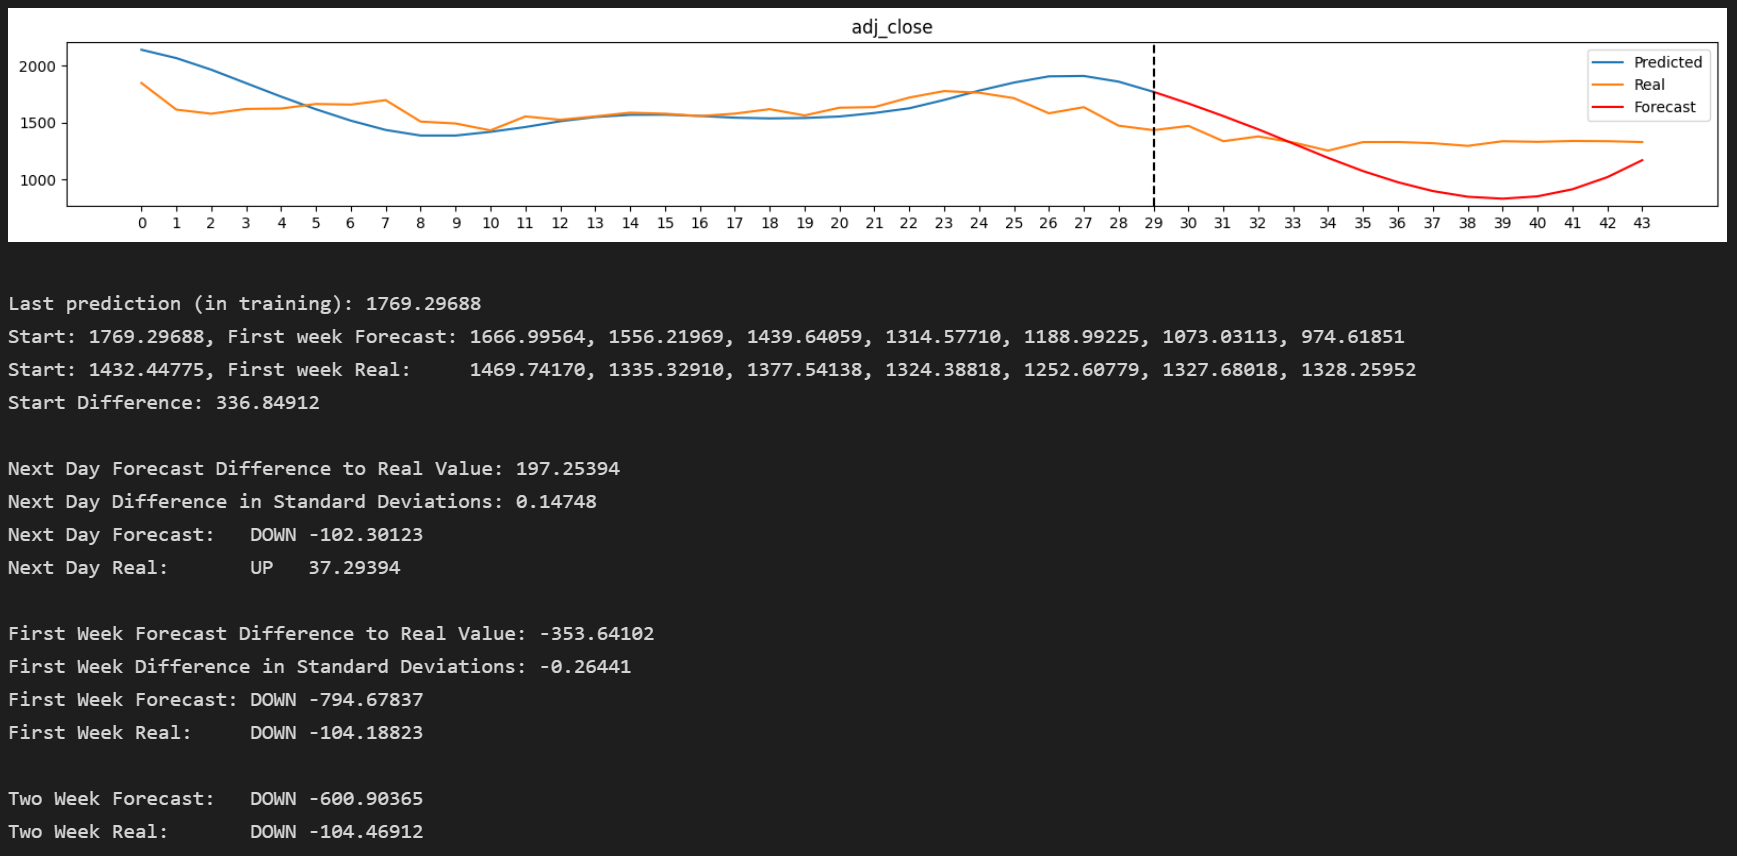 adj_close
2000
1500
1000
Predicted
Real
Forecast
0 1 2 3 4 5 6 7 8 9 10 11 12 13 14 15 16 17 18 19 20 21 22 23 24 25 26 27 28 29 30 31 32 33 34 35 36 37 38 39 40 41 42 43
Last prediction (in training): 1769.29688
Start: 1769.29688, First week Forecast: 1666.99564, 1556.21969, 1439.64059, 1314.57710, 1188.99225, 1073.03113, 974.61851
Start: 1432.44775, First week Real:     1469.74170, 1335.32910, 1377.54138, 1324.38818, 1252.60779, 1327.68018, 1328.25952
Start Difference: 336.84912
Next Day Forecast Difference to Real Value: 197.25394
Next Day Difference in Standard Deviations: 0.14748
Next Day Forecast:   DOWN -102.30123
Next Day Real:       UP   37.29394
First Week Forecast Difference to Real Value: -353.64102
First Week Difference in Standard Deviations: -0.26441
First Week Forecast: DOWN -794.67837
First Week Real:     DOWN -104.18823
Two Week Forecast:   DOWN -600.90365
Two Week Real:       DOWN -104.46912